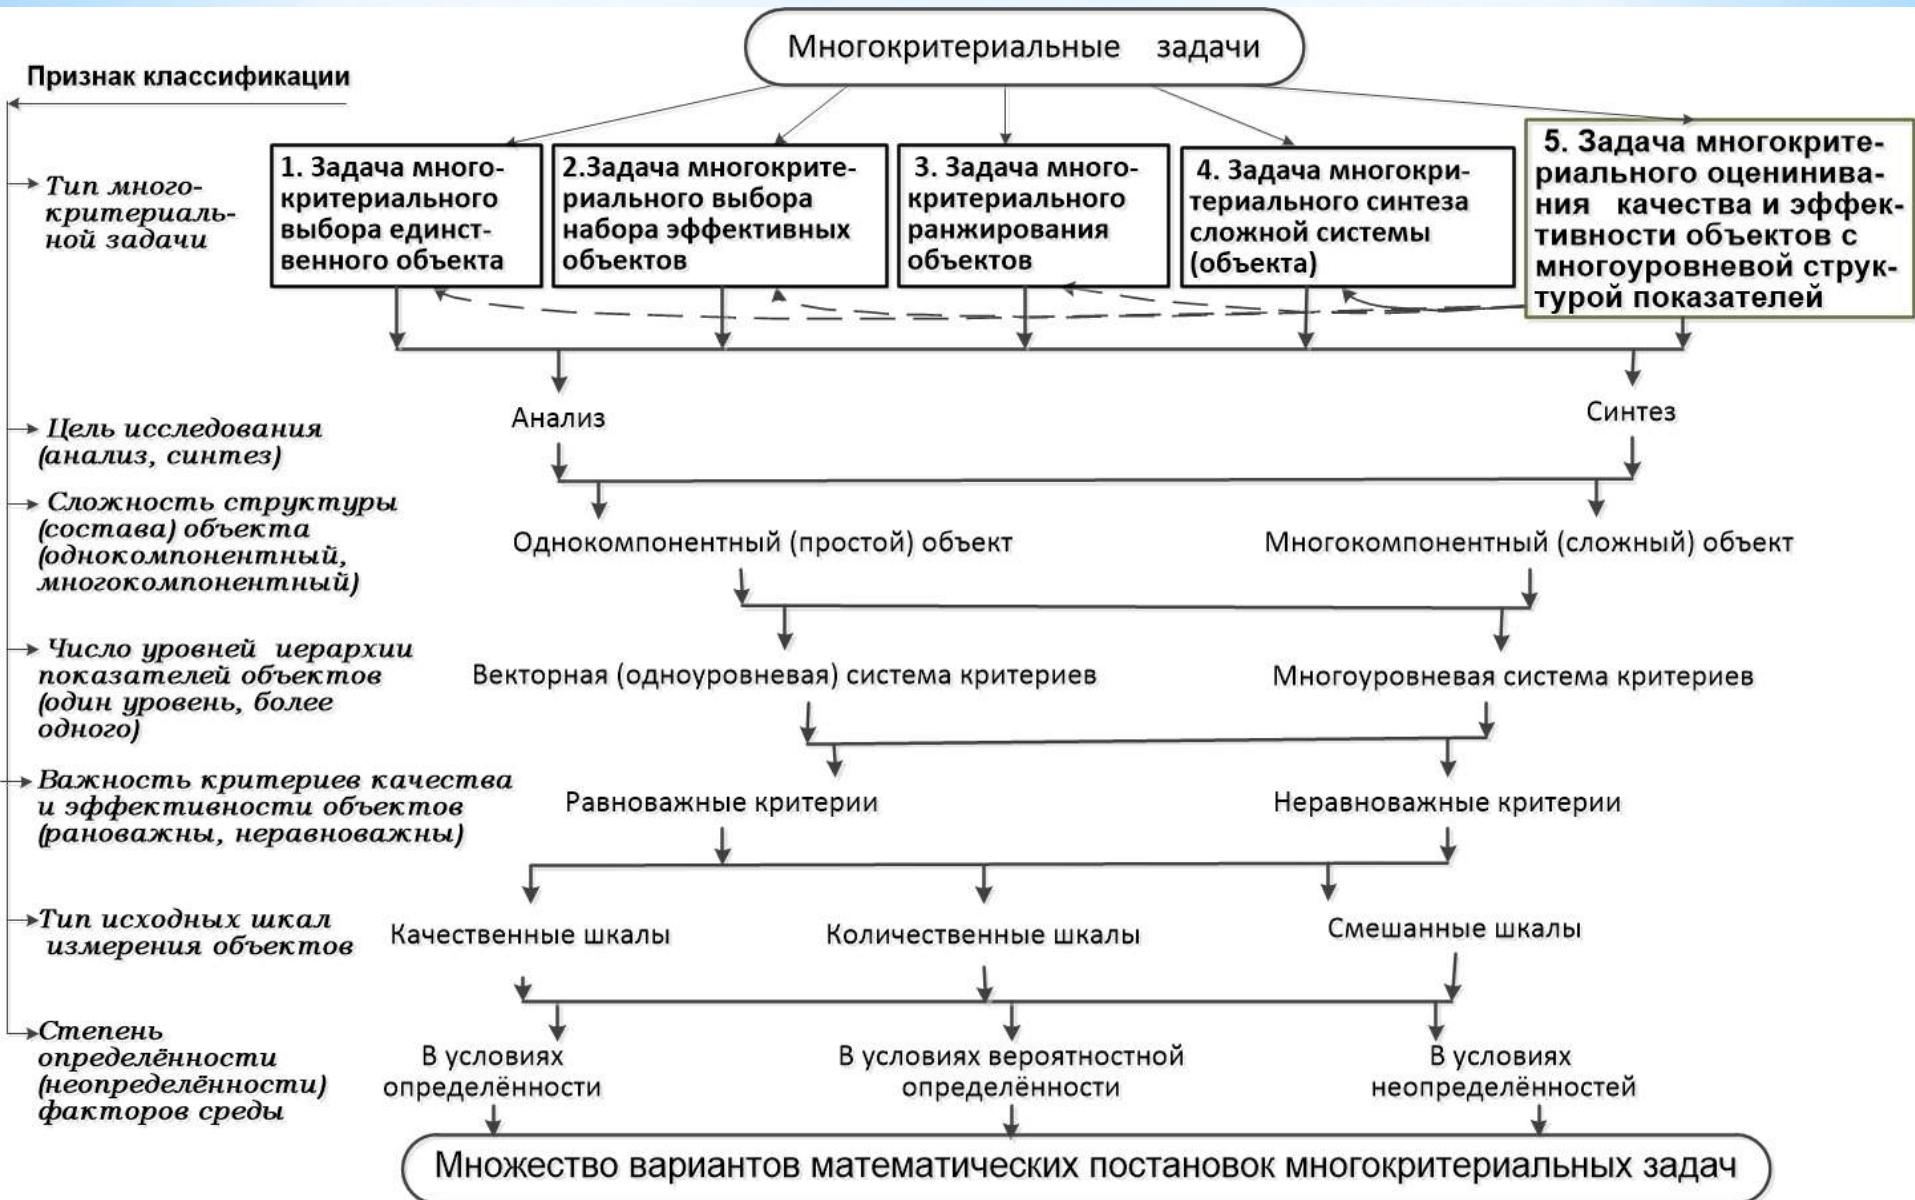 Многокритериальные задачи
Признак классификации
Тип много-
критериаль-
ной задачи
1. Задача много-
критериального
выбора единст-
венного объекта
2.Задача многокрите-
риального выбора
набора эффективных
объектов
3. Задача много-
критериального
ранжирования
объектов
4. Задача многокри-
териального синтеза
сложной системы
(объекта)
5. Задача многокрите-
риального оценинива-
ния качества и эффек-
тивности объектов с
многоуровневой струк-
турой показателей
Цель исследования
(анализ, синтез)
Анализ
Синтез
Сложность структуры
(состава) объекта
(однокомпонентный,
многокомпонентный)
Однокомпонентный (простой) объект
Многокомпонентный (сложный) объект
Число уровней иерархии
показателей объектов
(один уровень, более
одного)
Векторная (одноуровневая) система критериев
Многоуровневая система критериев
Важность критериев качества
и эффективности объектов
(рановажны, неравноважны)
Равноважные критерии
Неравноважные критерии
Тип исходных шкал
измерения объектов
Качественные шкалы
Количественные шкалы
Смешанные шкалы
Степень
определённости
(неопределённости)
факторов среды
В условиях
определённости
В условиях вероятностной
определённости
В условиях
неопределённостей
Множество вариантов математических постановок многокритериальных задач